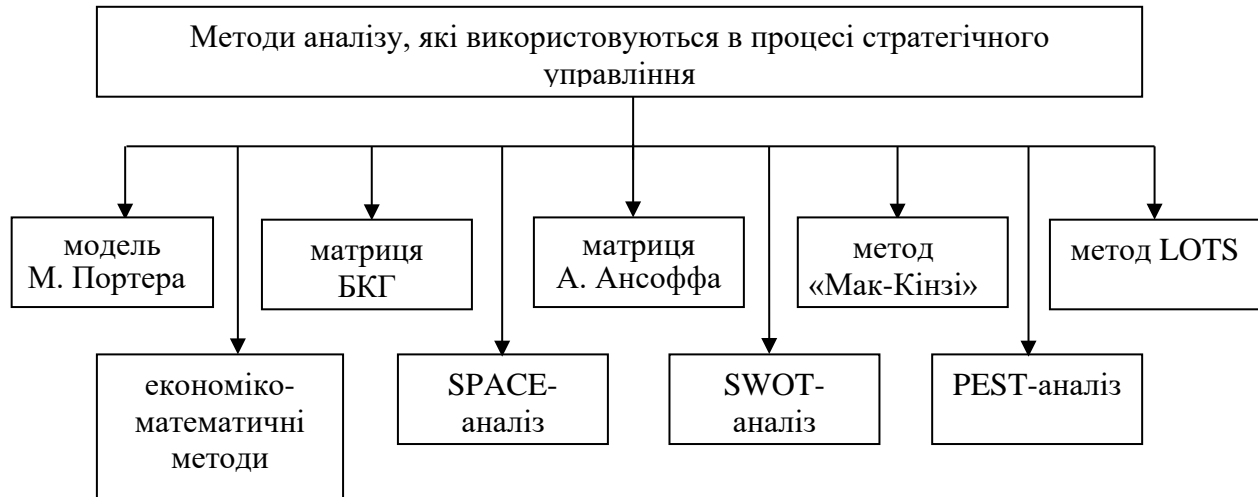 Методи аналізу, які використовуються в процесі стратегічного
управління
модель
М. Портера
матриця
БКГ
матриця
А. Ансоффа
метод
«Мак-Кінзі»
метод LOTS
економіко-
математичні
методи
SPACE-
аналіз
SWOT-
аналіз
PEST-аналіз